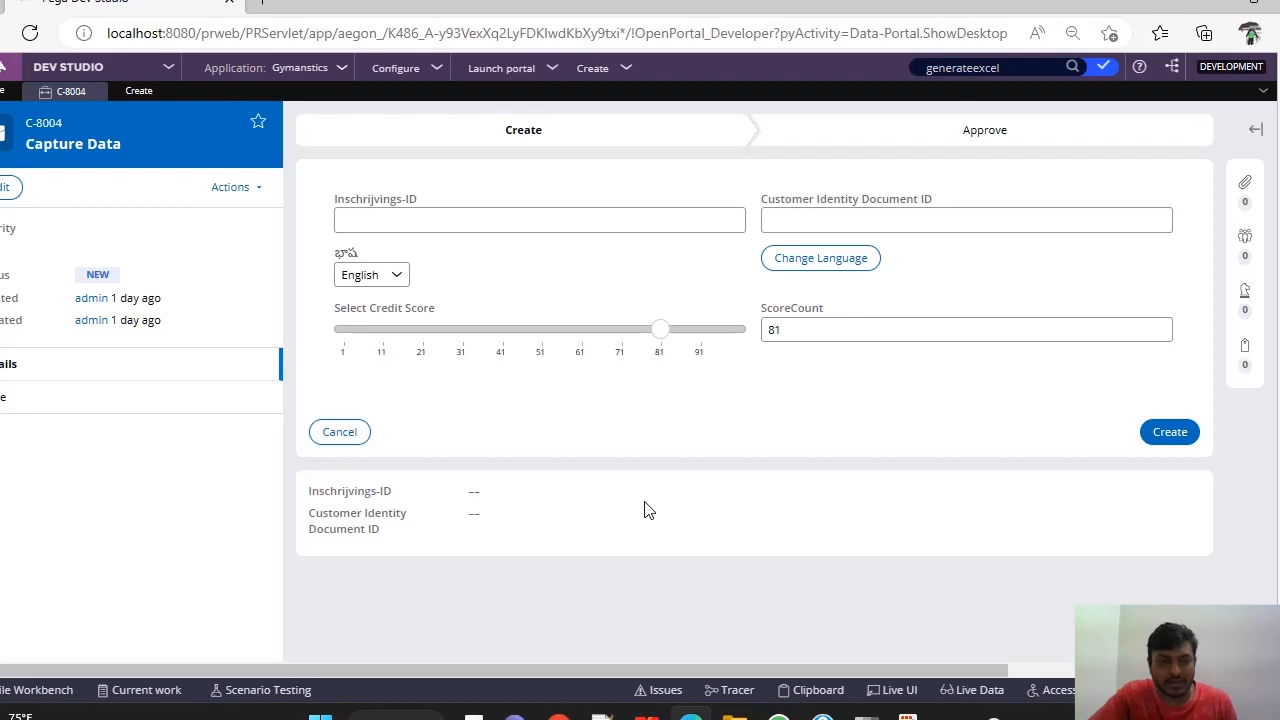 localhost:8080/prweb/PRServlet/app/aegon_/K486_A-y93VexXq2LyFDKIwdKbXy9txi*/!OpenPortal_Developer?pyActivity=Data-Portal.ShowDesktop
DEV STUDIO
Application: Gymanstics
Configure
Launch portal
Create
generateexcel
DEVELOPMENT
C-8004
Create
C-8004
Capture Data
Actions
NEW
admin 1 day ago
admin 1 day ago
Create
Approve
Inschrijvings-ID
Customer Identity Document ID
భాష
English
Change Language
Select Credit Score
ScoreCount
81
1 11 21 31 41 51 61 71 81 91
Cancel
Create
Inschrijvings-ID --
Customer Identity --
Document ID
0
0
0
0
Current work
Scenario Testing
Issues
Tracer
Clipboard
Live UI
Live Data
75°F